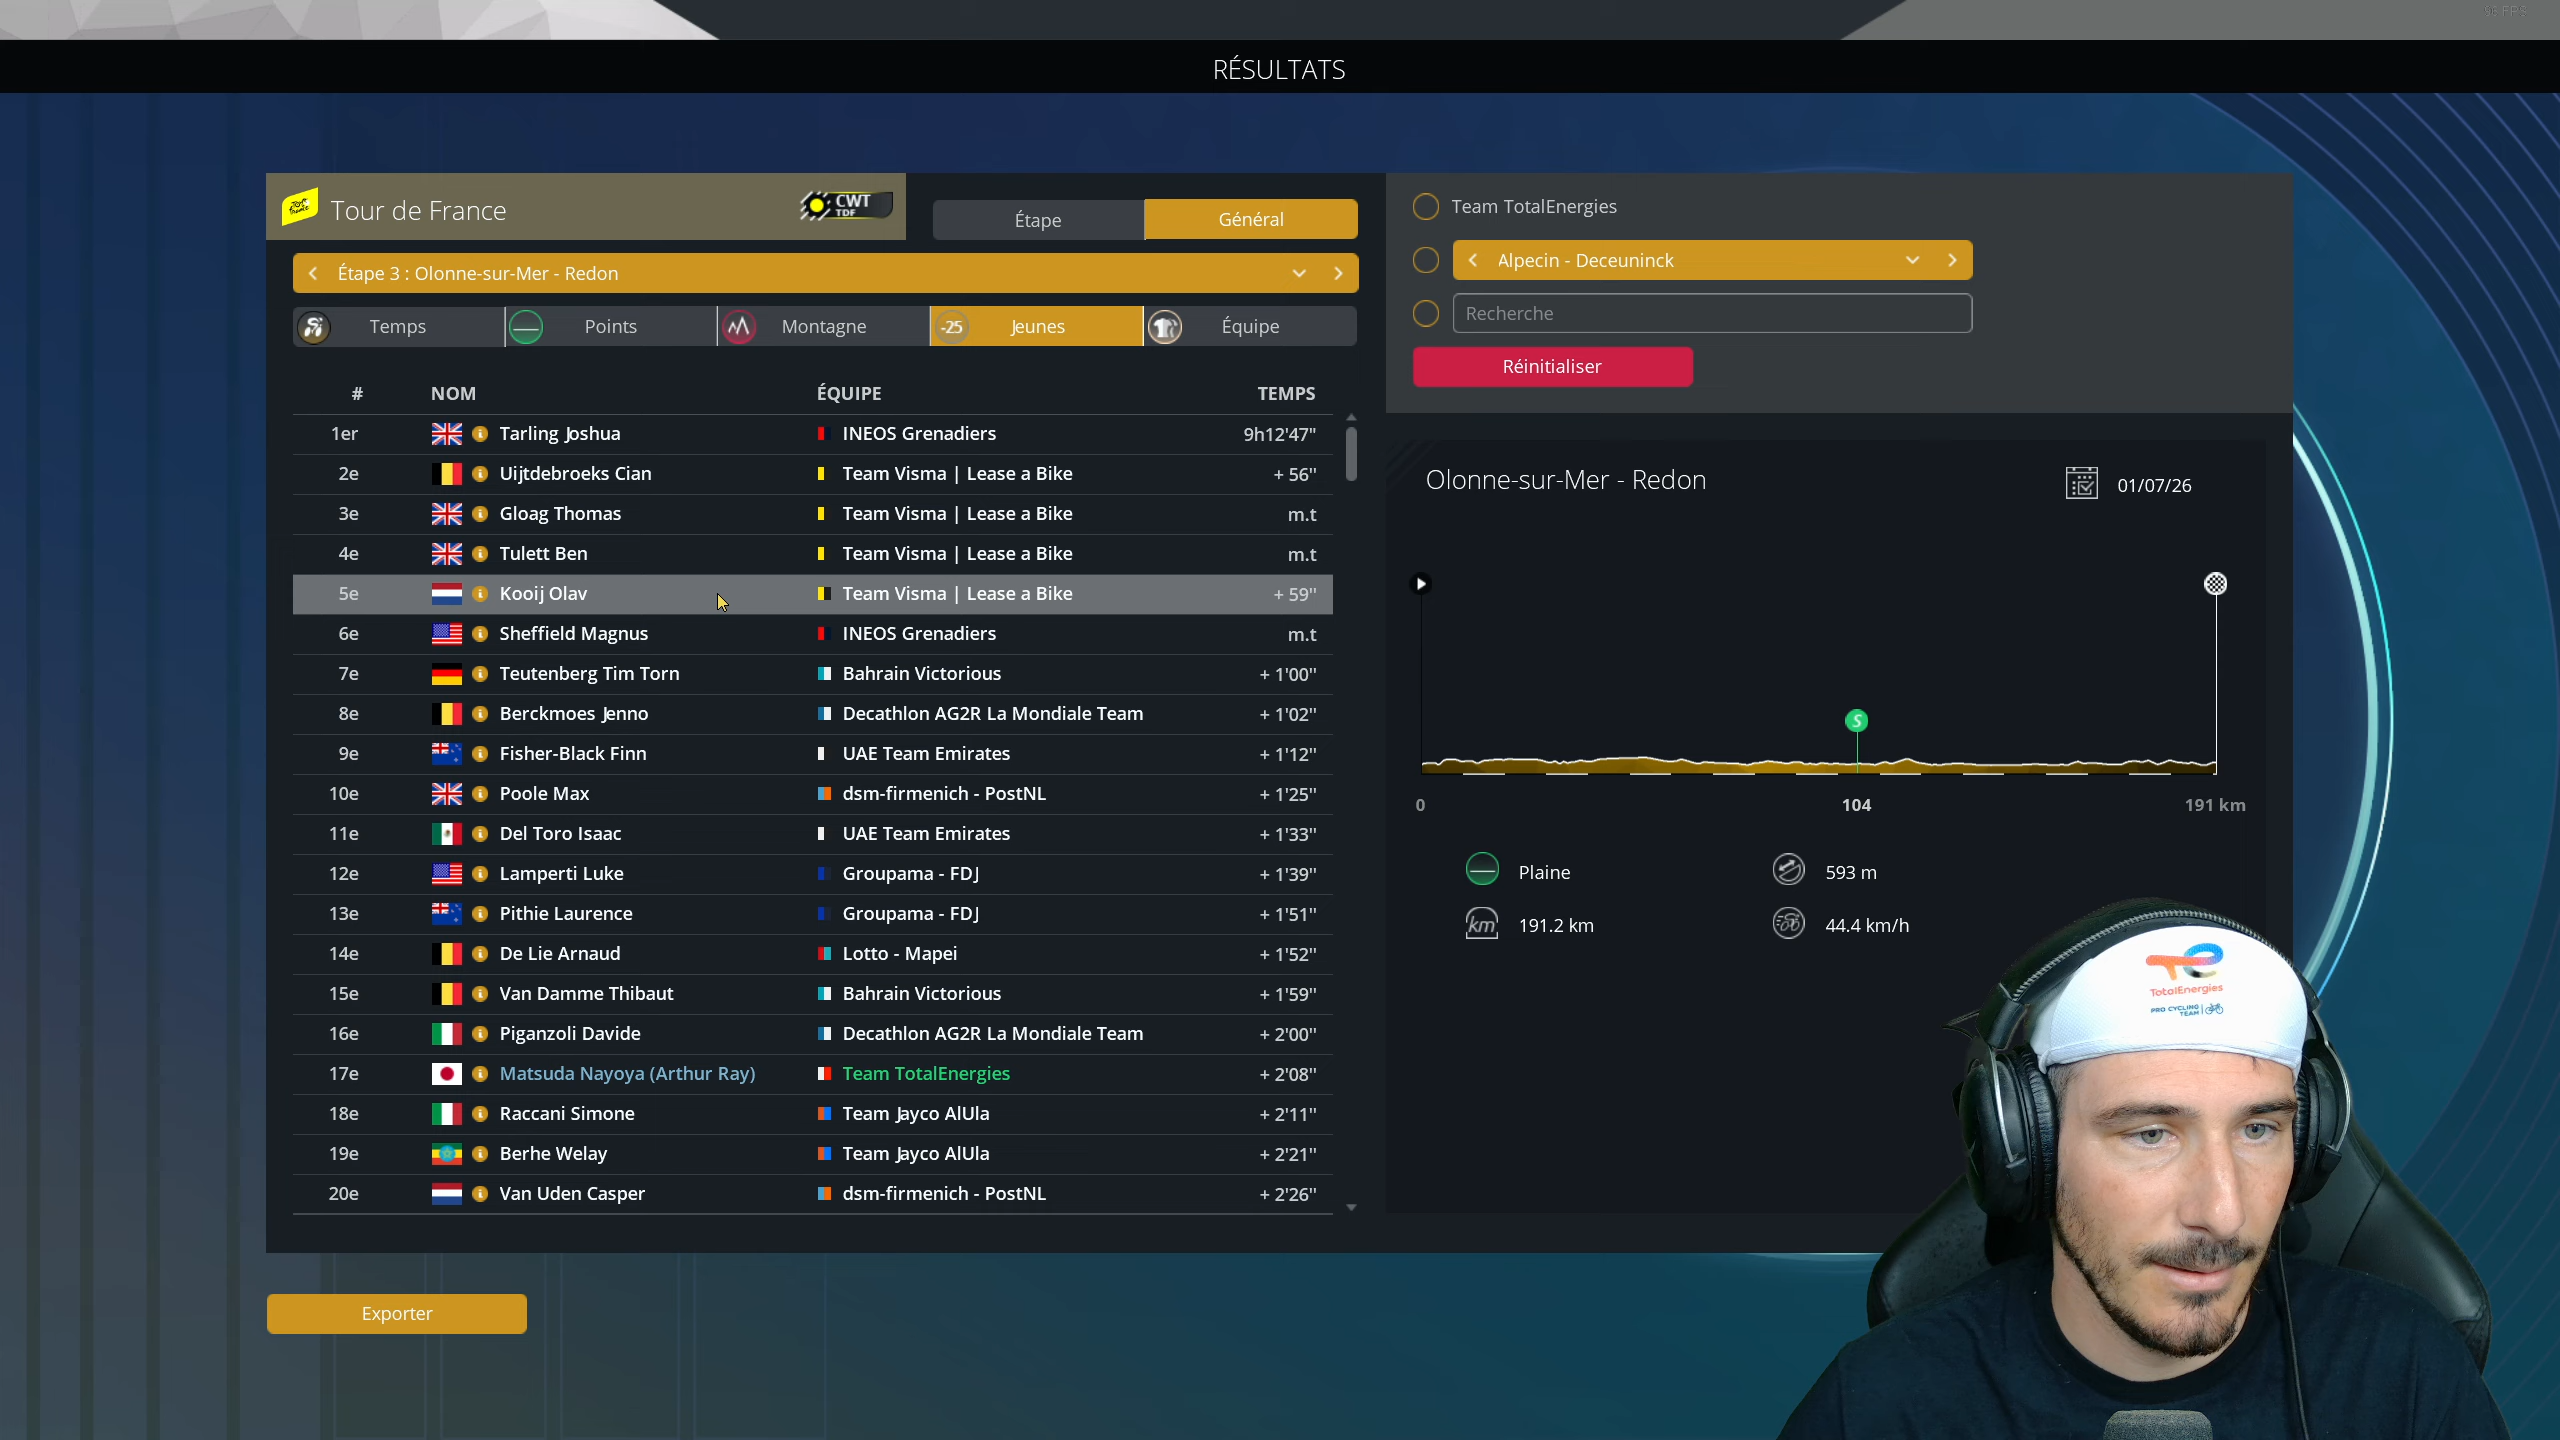 RÉSULTATS
Tour de France
CWT
TDF
Étape
Général
Étape 3 : Olonne-sur-Mer - Redon
Temps
Points
Montagne
-25
Jeunes
Équipe
# NOM ÉQUIPE TEMPS
1er Tarling Joshua INEOS Grenadiers 9h12'47''
2e Uijtdebroeks Cian Team Visma | Lease a Bike + 56''
3e Gloag Thomas Team Visma | Lease a Bike m.t
4e Tulett Ben Team Visma | Lease a Bike m.t
5e Kooij Olav Team Visma | Lease a Bike + 59''
6e Sheffield Magnus INEOS Grenadiers m.t
7e Teutenberg Tim Torn Bahrain Victorious + 1'00''
8e Berckmoes Jenno Decathlon AG2R La Mondiale Team + 1'02''
9e Fisher-Black Finn UAE Team Emirates + 1'12''
10e Poole Max dsm-firmenich - PostNL + 1'25''
11e Del Toro Isaac UAE Team Emirates + 1'33''
12e Lamperti Luke Groupama - FDJ + 1'39''
13e Pithie Laurence Groupama - FDJ + 1'51''
14e De Lie Arnaud Lotto - Mapei + 1'52''
15e Van Damme Thibaut Bahrain Victorious + 1'59''
16e Piganzoli Davide Decathlon AG2R La Mondiale Team + 2'00''
17e Matsuda Nayoya (Arthur Ray) Team TotalEnergies + 2'08''
18e Raccani Simone Team Jayco AlUla + 2'11''
19e Berhe Welay Team Jayco AlUla + 2'21''
20e Van Uden Casper dsm-firmenich - PostNL + 2'26''
Exporter
Team TotalEnergies
Alpecin - Deceuninck
Recherche
Réinitialiser
Olonne-sur-Mer - Redon
01/07/26
S
0
104
191 km
Plaine
593 m
km
191.2 km
44.4 km/h
TotalEnergies
PRO CYCLING
TEAM